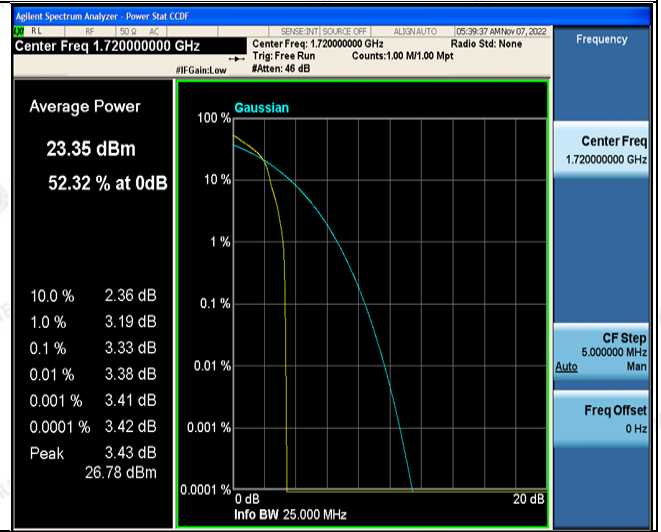 Agilent Spectrum Analyzer - Power Stat CCDF
LXI RL RF 50 Ω AC SENSE:INT SOURCE OFF ALIGN AUTO 05:39:37 AM Nov 07, 2022
Center Freq 1.720000000 GHz
Center Freq: 1.720000000 GHz Radio Std: None
Trig: Free Run Counts:1.00 M/1.00 Mpt
#IFGain:Low #Atten: 46 dB
Frequency
Average Power
23.35 dBm
52.32 % at 0dB
10.0 % 2.36 dB
1.0 % 3.19 dB
0.1 % 3.33 dB
0.01 % 3.38 dB
0.001 % 3.41 dB
0.0001 % 3.42 dB
Peak 3.43 dB
26.78 dBm
Gaussian
100 %
10 %
1 %
0.1 %
0.01 %
0.001 %
0.0001 %
0 dB 20 dB
Info BW 25.000 MHz
Center Freq
1.720000000 GHz
CF Step
5.000000 MHz
Auto Man
Freq Offset
0 Hz